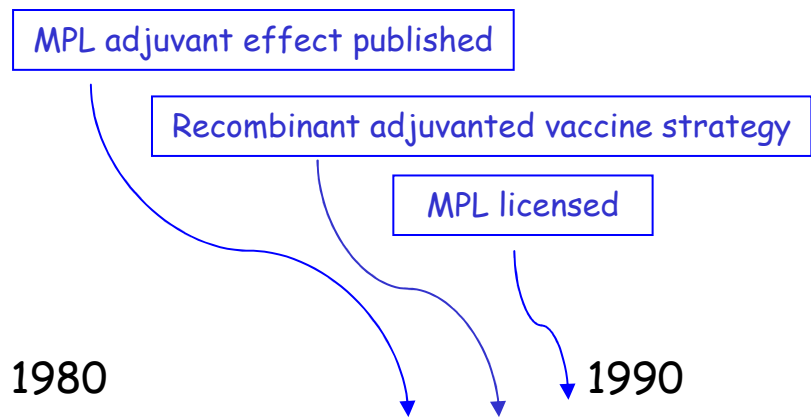 MPL adjuvant effect published
Recombinant adjuvanted vaccine strategy
MPL licensed
1980
1990